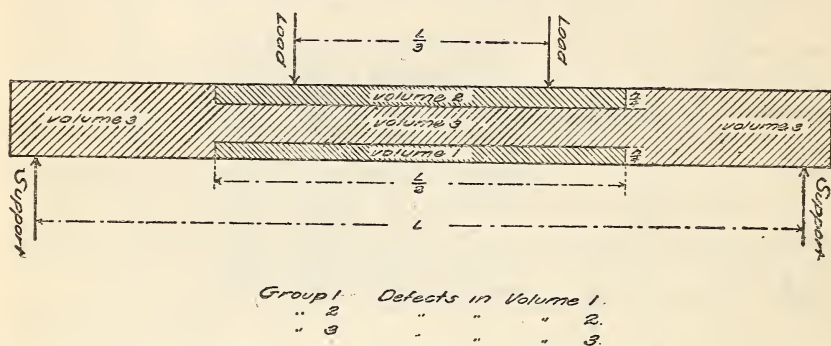 Load
Load
L/3
volume 2
volume 3
volume 3
volume 3
volume 1
L/2
Support
Support
L
Group 1 Defects in Volume 1.
" 2 " " " 2.
" 3 " " " 3.